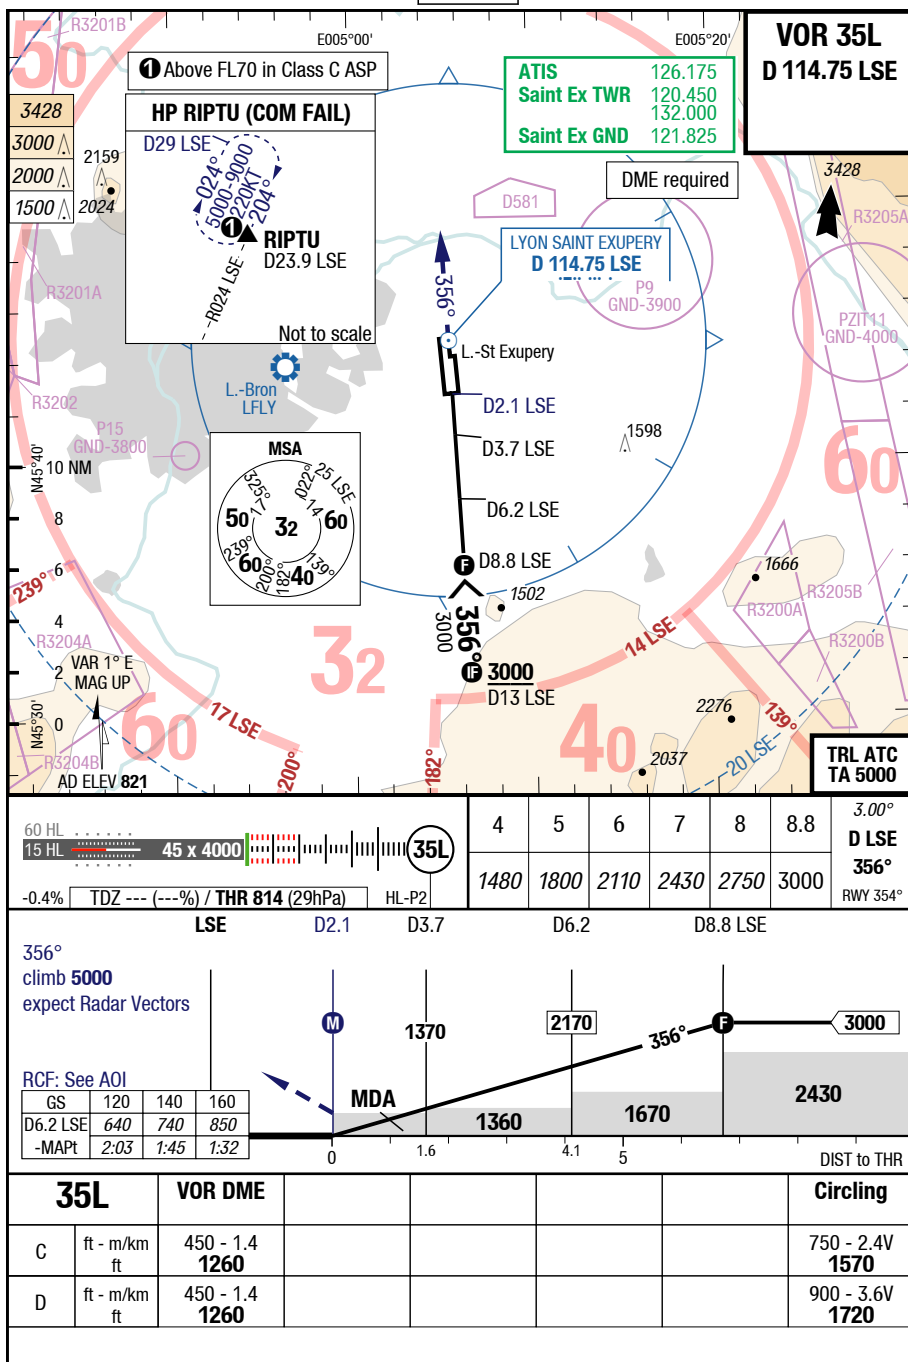 VOR 35L
D 114.75 LSE
R3201B
E005°00'
E005°20'
50
❶ Above FL70 in Class C ASP
ATIS 126.175
Saint Ex TWR 120.450
132.000
Saint Ex GND 121.825
3428
3000
2000
1500
HP RIPTU (COM FAIL)
D29 LSE
024°
5000-9000
220KT
204°
❶
RIPTU
D23.9 LSE
R024 LSE
Not to scale
2159
2024
DME required
3428
D581
R3205A
LYON SAINT EXUPERY
D 114.75 LSE
356°
P9
GND-3900
PZIT11
GND-4000
R3201A
L.-St Exupery
L.-Bron
LFLY
R3202
D2.1 LSE
P15
GND-3800
D3.7 LSE
1598
60
N45°40'
10 NM
8
6
4
2
0
N45°30'
MSA
325°
17
022°
14
25 LSE
50
32
60
239°
60
200°
182°
40
139°
D6.2 LSE
F
D8.8 LSE
1502
1666
R3205B
R3200A
R3200B
239°
R3204A
356°
3000
14 LSE
32
IF
3000
D13 LSE
VAR 1° E
MAG UP
60
17 LSE
200°
182°
40
2276
139°
2037
20 LSE
R3204B
AD ELEV 821
TRL ATC
TA 5000
60 HL
15 HL
45 x 4000
35L
-0.4%
TDZ --- (---%) / THR 814 (29hPa)
HL-P2
4 5 6 7 8 8.8
1480 1800 2110 2430 2750 3000
3.00°
D LSE
356°
RWY 354°
LSE D2.1 D3.7 D6.2 D8.8 LSE
356°
climb 5000
expect Radar Vectors
M
1370
2170
356°
F
3000
RCF: See AOI
GS 120 140 160
D6.2 LSE 640 740 850
-MAPt 2:03 1:45 1:32
MDA
1360
1670
2430
0 1.6 4.1 5
DIST to THR
35L VOR DME Circling
C ft - m/km 450 - 1.4 750 - 2.4V
ft 1260 1570
D ft - m/km 450 - 1.4 900 - 3.6V
ft 1260 1720